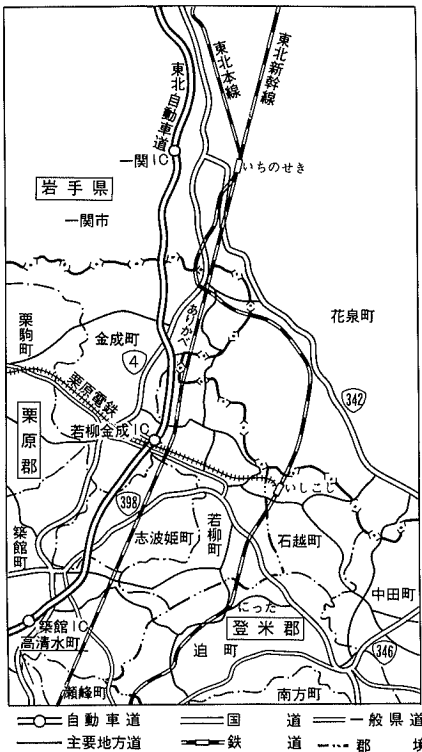 東北自動車道
東北本線
東北新幹線
一関IC
いちのせき
岩手県
一関市
花泉町
栗駒町
金成町
ありかべ
4
栗原電鉄
342
栗原郡
若柳金成IC
いしこし
398
志波姫町
若柳町
石越町
築館町
中田町
にった
登米郡
築館IC
高清水町
迫町
346
瀬峰町
南方町
自動車道
国道
一般県道
主要地方道
鉄道
郡境